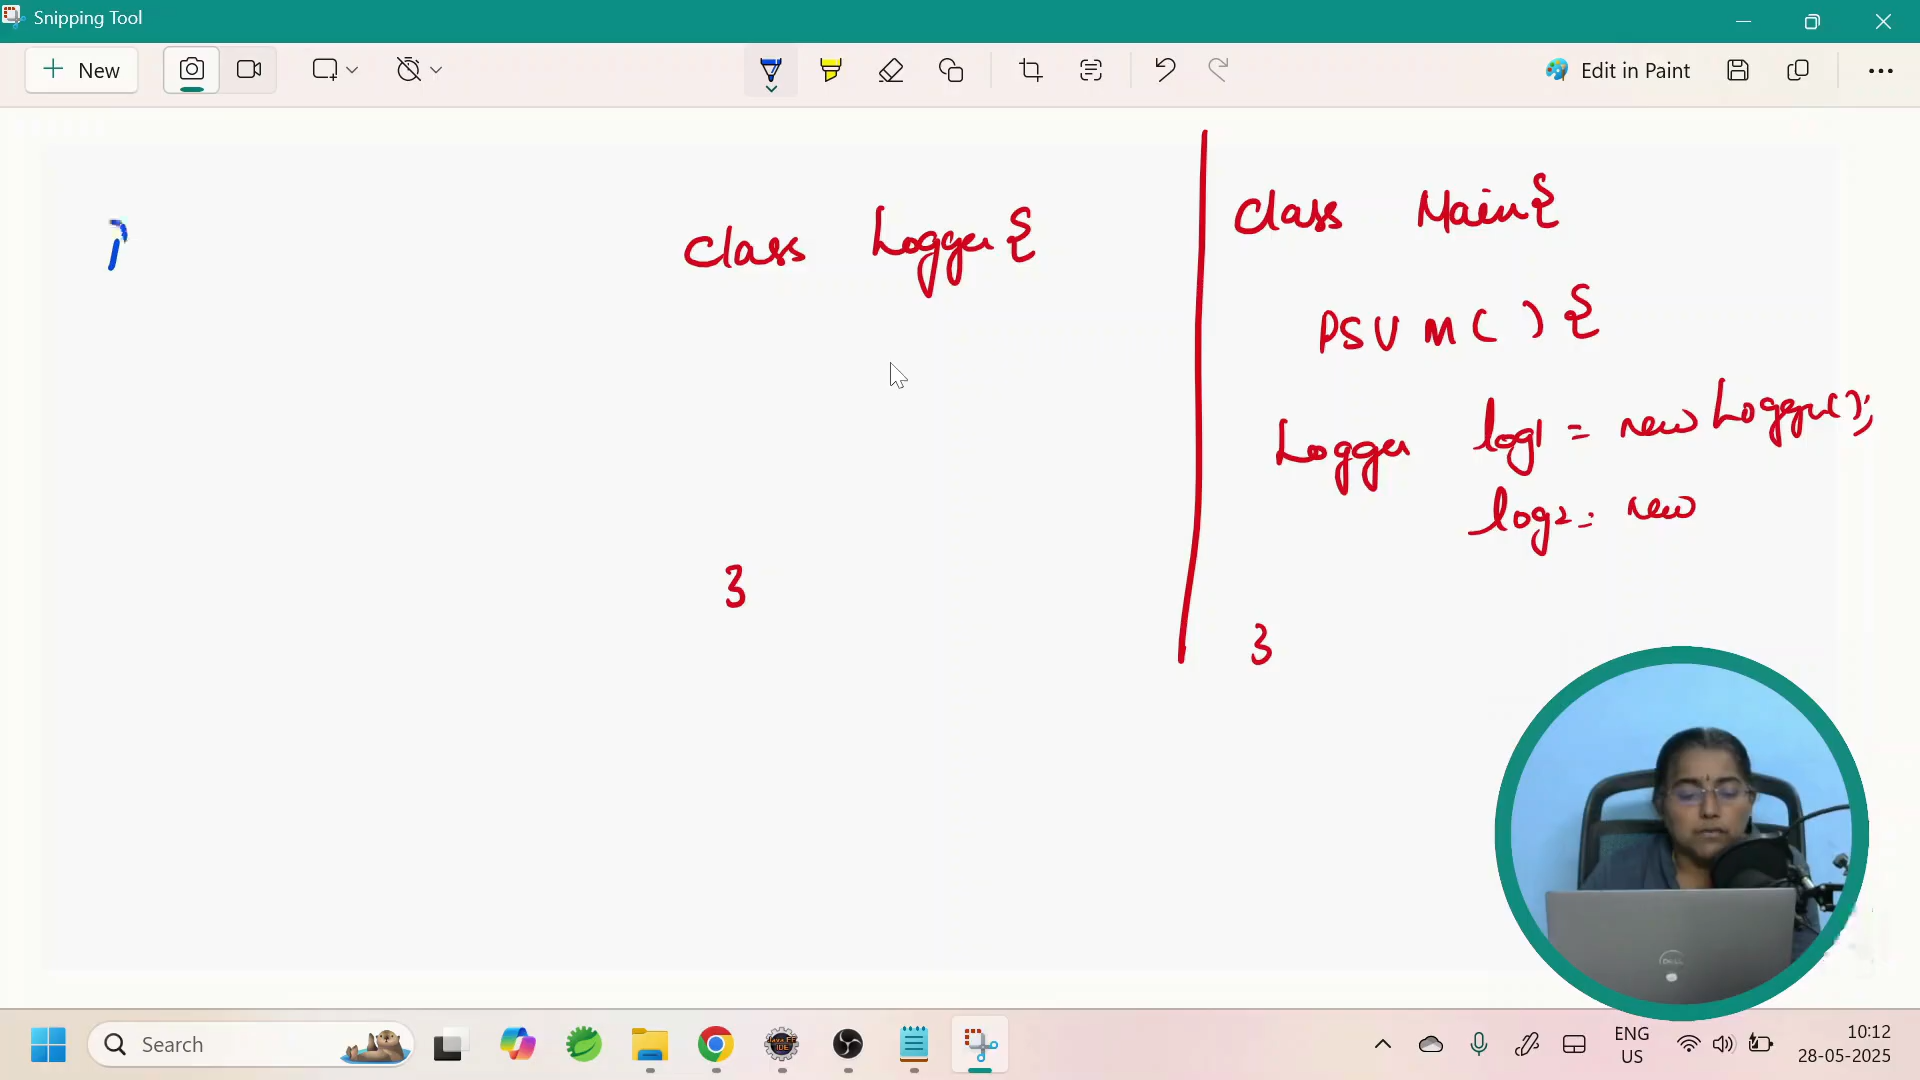 Snipping Tool
New
Edit in Paint
class Logger{
}
class Main{
PSVM( ){
Logger log1 = new Logger();
log2 = new
}
DELL
Search
ENG
US
10:12
28-05-2025